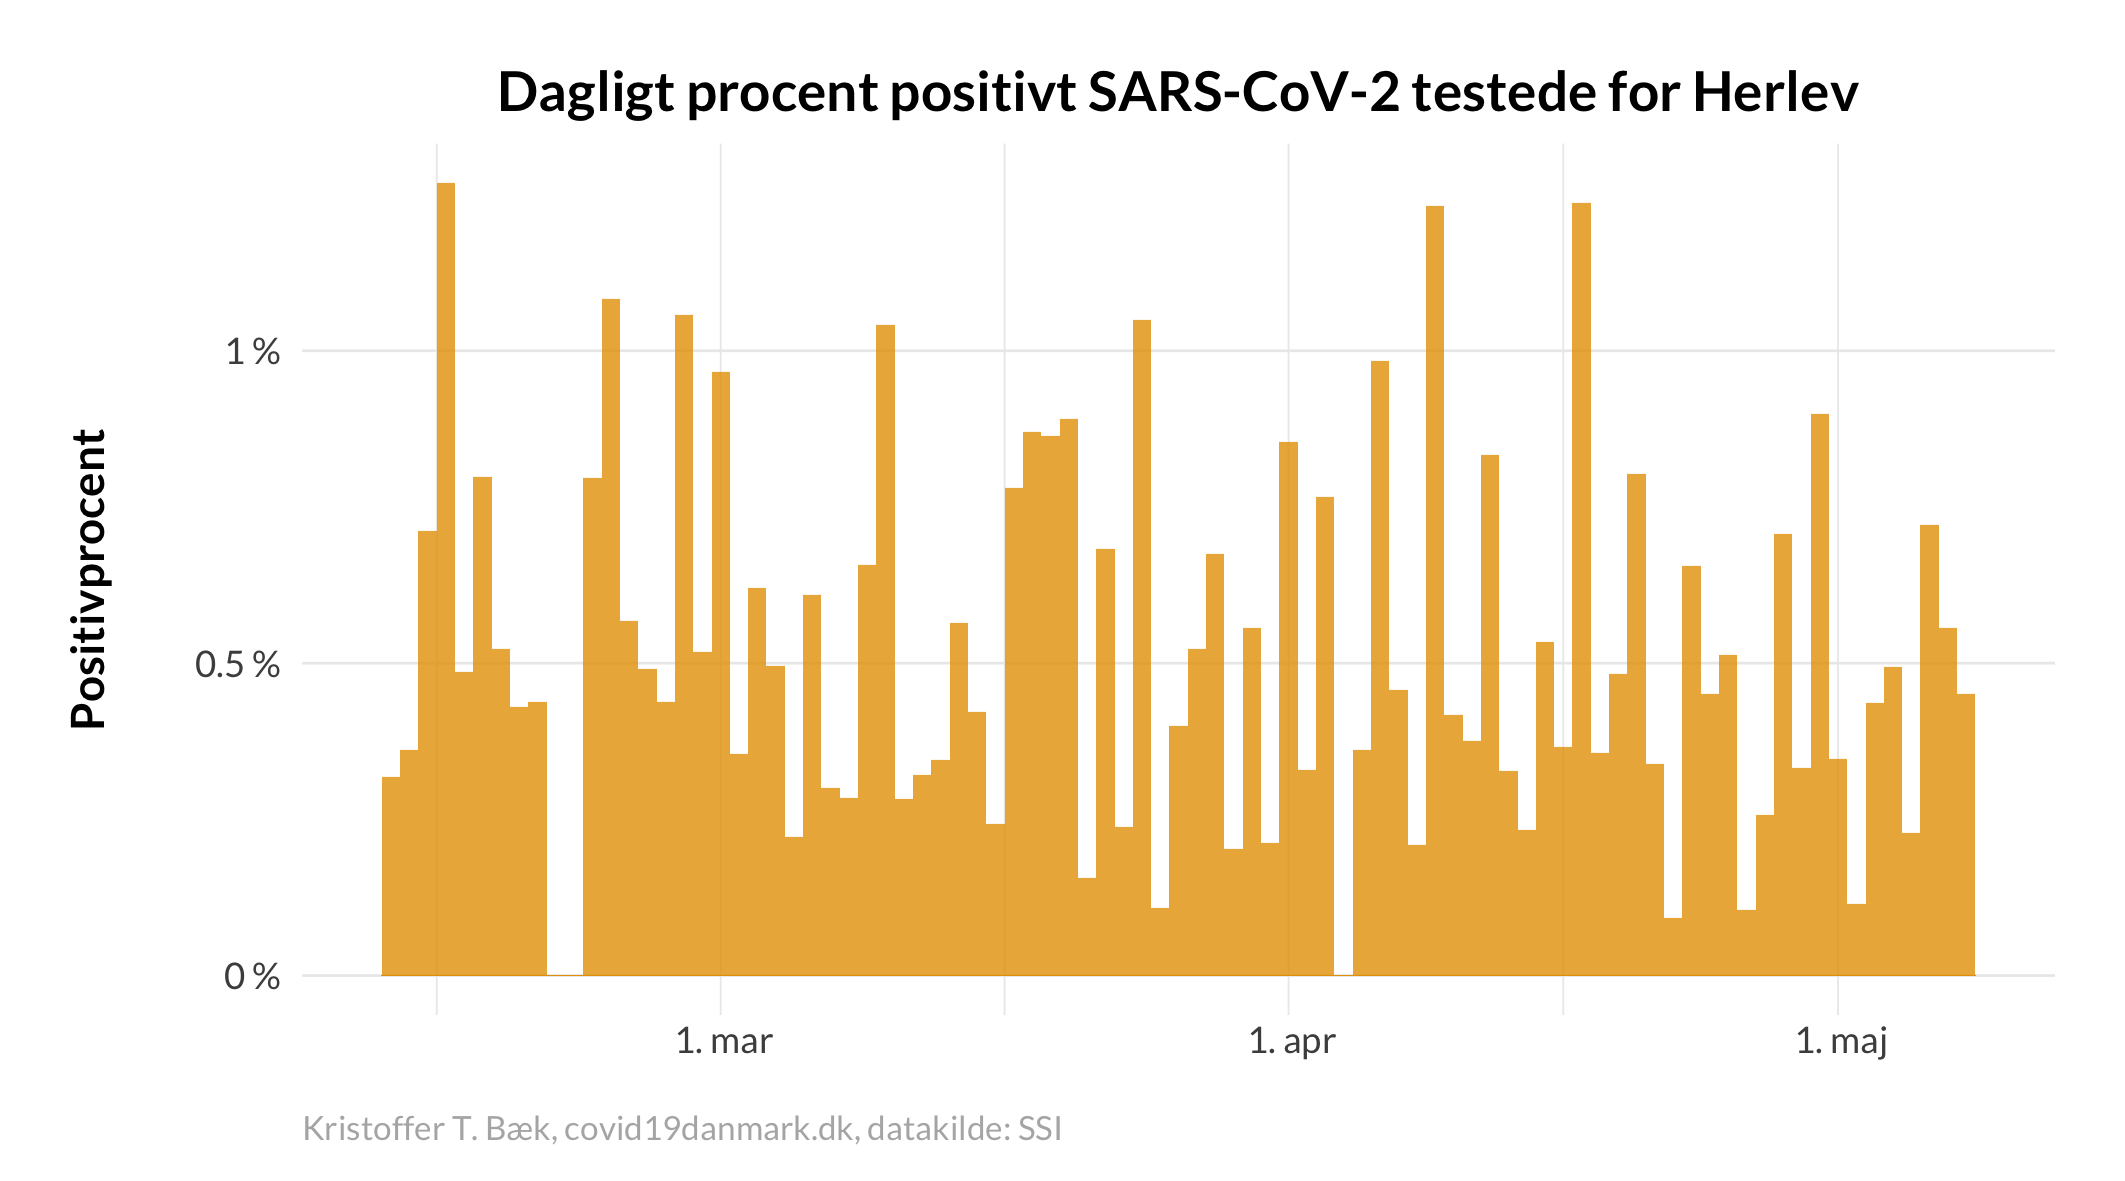 Dagligt procent positivt SARS-CoV-2 testede for Herlev
Positivprocent
1 %
0.5 %
0 %
1. mar
1. apr
1. maj
Kristoffer T. Bæk, covid19danmark.dk, datakilde: SSI